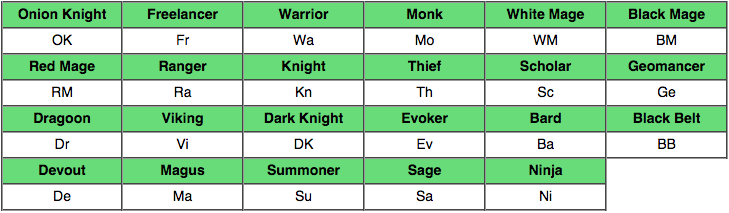 Onion Knight Freelancer Warrior Monk White Mage Black Mage
OK Fr Wa Mo WM BM
Red Mage Ranger Knight Thief Scholar Geomancer
RM Ra Kn Th Sc Ge
Dragoon Viking Dark Knight Evoker Bard Black Belt
Dr Vi DK Ev Ba BB
Devout Magus Summoner Sage Ninja
De Ma Su Sa Ni